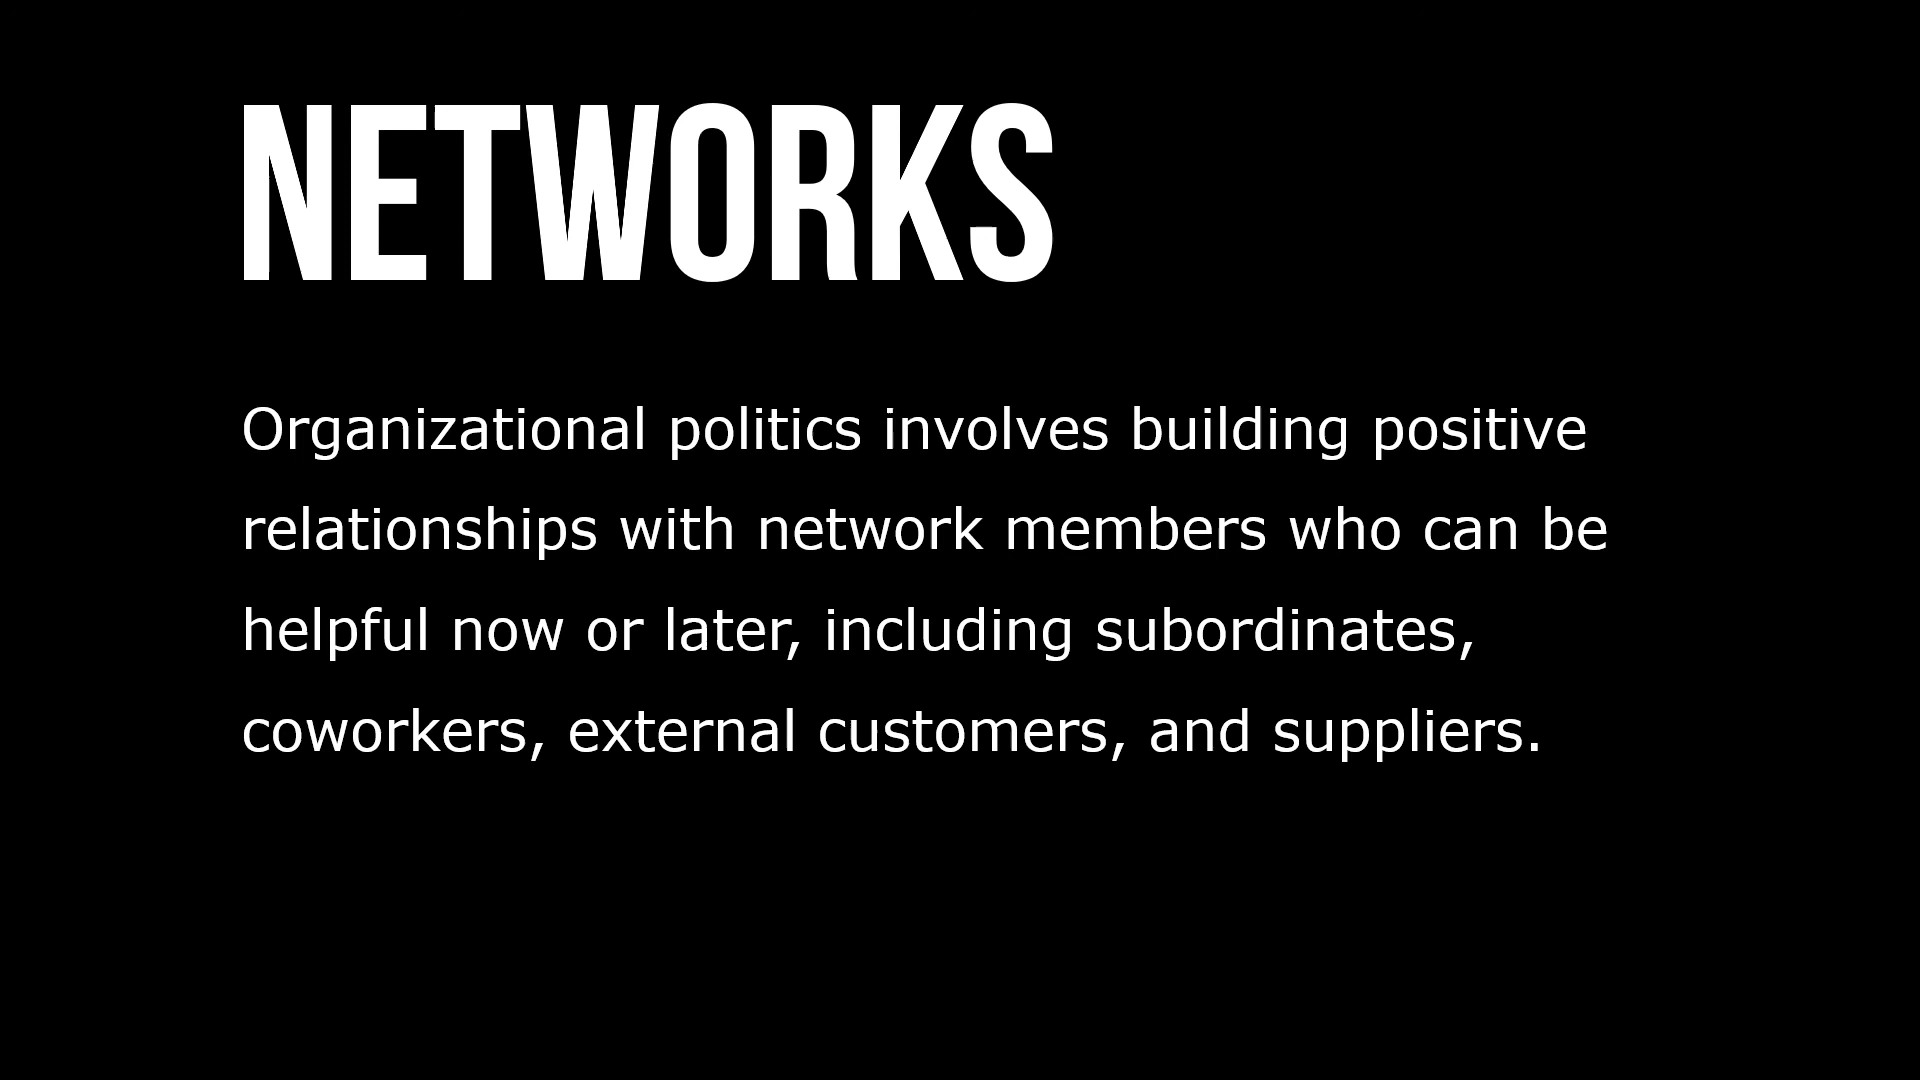 NETWORKS
Organizational politics involves building positive
relationships with network members who can be
helpful now or later, including subordinates,
coworkers, external customers, and suppliers.